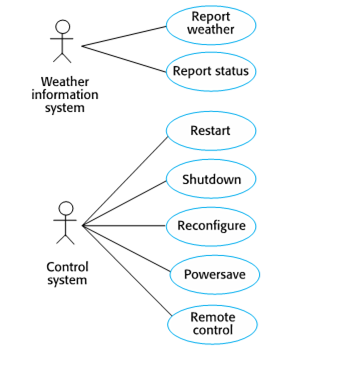 Report
weather
Report status
Weather
information
system
Restart
Shutdown
Reconfigure
Powersave
Remote
control
Control
system